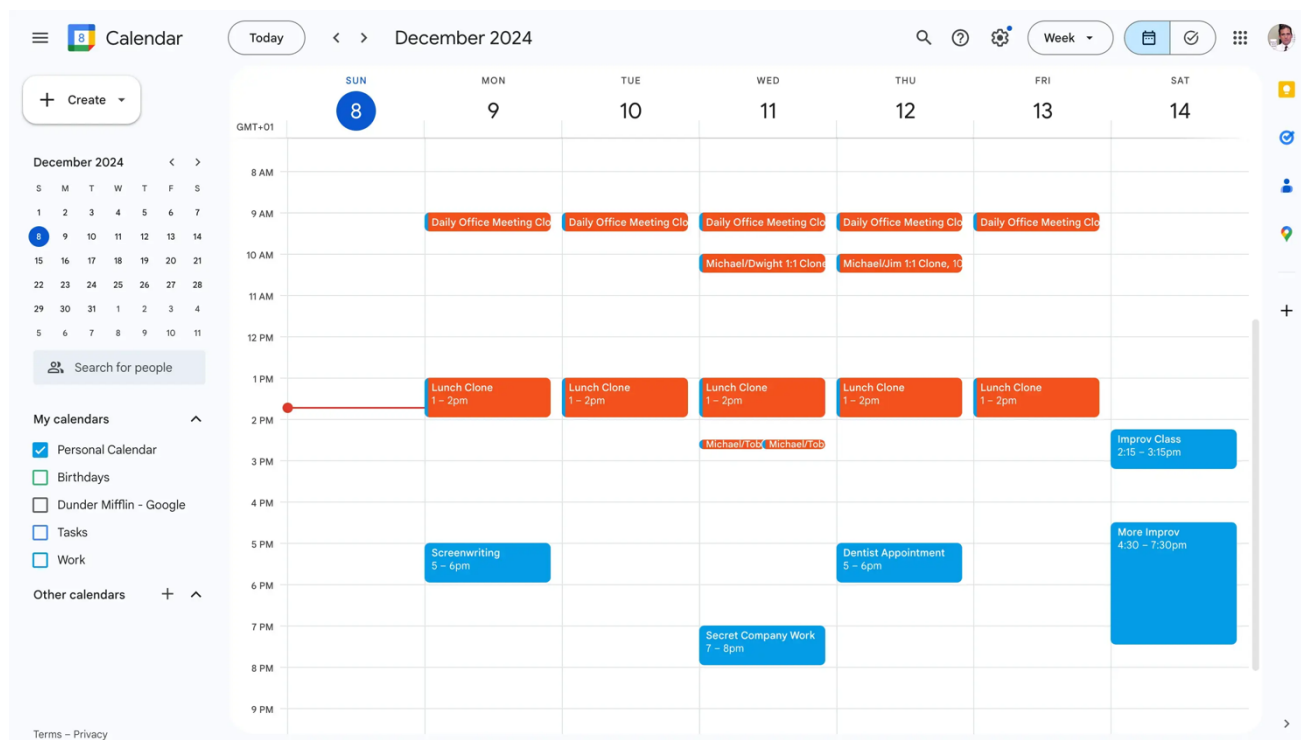 8 Calendar Today December 2024 Week
Create
SUN MON TUE WED THU FRI SAT
8 9 10 11 12 13 14
GMT+01
December 2024
S M T W T F S
1 2 3 4 5 6 7
8 9 10 11 12 13 14
15 16 17 18 19 20 21
22 23 24 25 26 27 28
29 30 31 1 2 3 4
5 6 7 8 9 10 11
Search for people
My calendars
Personal Calendar
Birthdays
Dunder Mifflin - Google
Tasks
Work
Other calendars
Terms – Privacy
8 AM
9 AM
Daily Office Meeting Clo Daily Office Meeting Clo Daily Office Meeting Clo Daily Office Meeting Clo Daily Office Meeting Clo
10 AM
Michael/Dwight 1:1 Clone Michael/Jim 1:1 Clone, 10
11 AM
12 PM
1 PM
Lunch Clone Lunch Clone Lunch Clone Lunch Clone Lunch Clone
1 – 2pm 1 – 2pm 1 – 2pm 1 – 2pm 1 – 2pm
2 PM
Improv Class
Michael/Tob Michael/Tob
2:15 – 3:15pm
3 PM
4 PM
More Improv
4:30 – 7:30pm
5 PM
Screenwriting Dentist Appointment
5 – 6pm 5 – 6pm
6 PM
7 PM
Secret Company Work
7 – 8pm
8 PM
9 PM